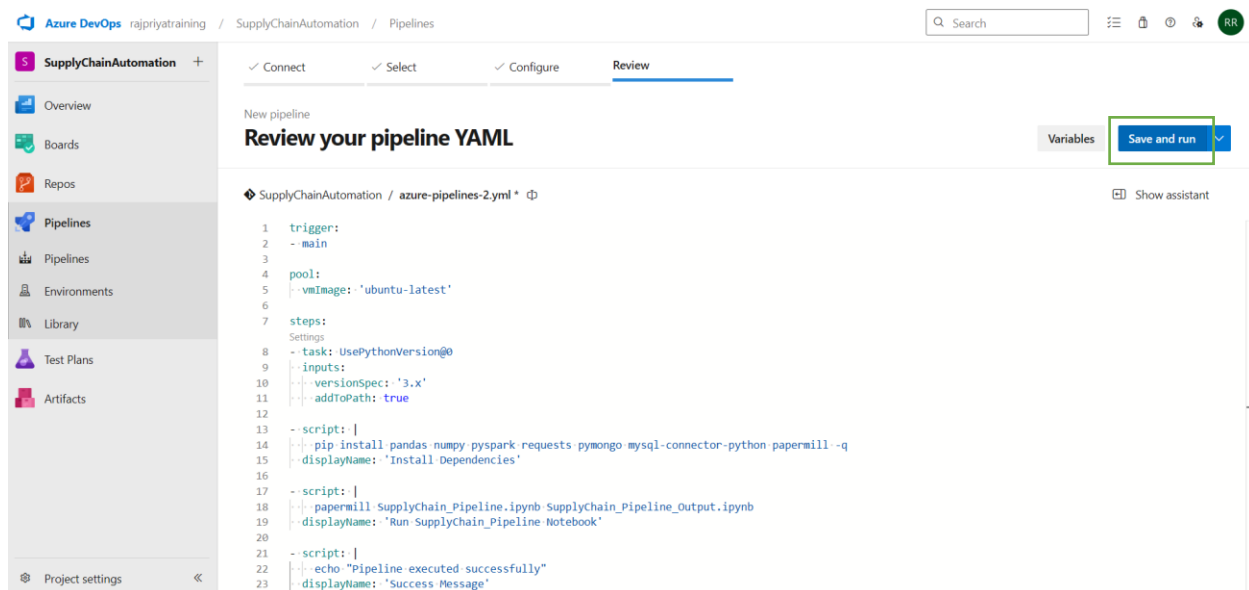 Azure DevOps rajpriyatraining / SupplyChainAutomation / Pipelines
Search
RR
S SupplyChainAutomation +
Overview
Boards
Repos
Pipelines
Pipelines
Environments
Library
Test Plans
Artifacts
Project settings
Connect
Select
Configure
Review
New pipeline
Review your pipeline YAML
Variables
Save and run
SupplyChainAutomation / azure-pipelines-2.yml *
Show assistant
1 trigger:
2 - main
3
4 pool:
5   vmImage: 'ubuntu-latest'
6
7 steps:
Settings
8 - task: UsePythonVersion@0
9   inputs:
10     versionSpec: '3.x'
11     addToPath: true
12
13 - script: |
14     pip install pandas numpy pyspark requests pymongo mysql-connector-python papermill -q
15   displayName: 'Install Dependencies'
16
17 - script: |
18     papermill SupplyChain_Pipeline.ipynb SupplyChain_Pipeline_Output.ipynb
19   displayName: 'Run SupplyChain_Pipeline Notebook'
20
21 - script: |
22     echo "Pipeline executed successfully"
23   displayName: 'Success Message'